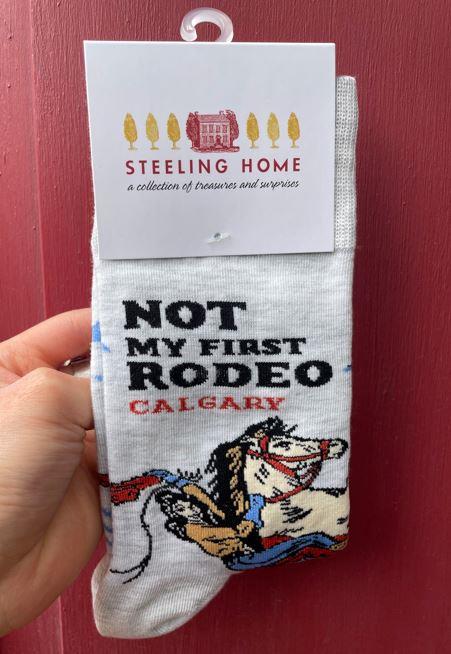 STEELING HOME
a collection of treasures and surprises
NOT
MY FIRST
RODEO
CALGARY